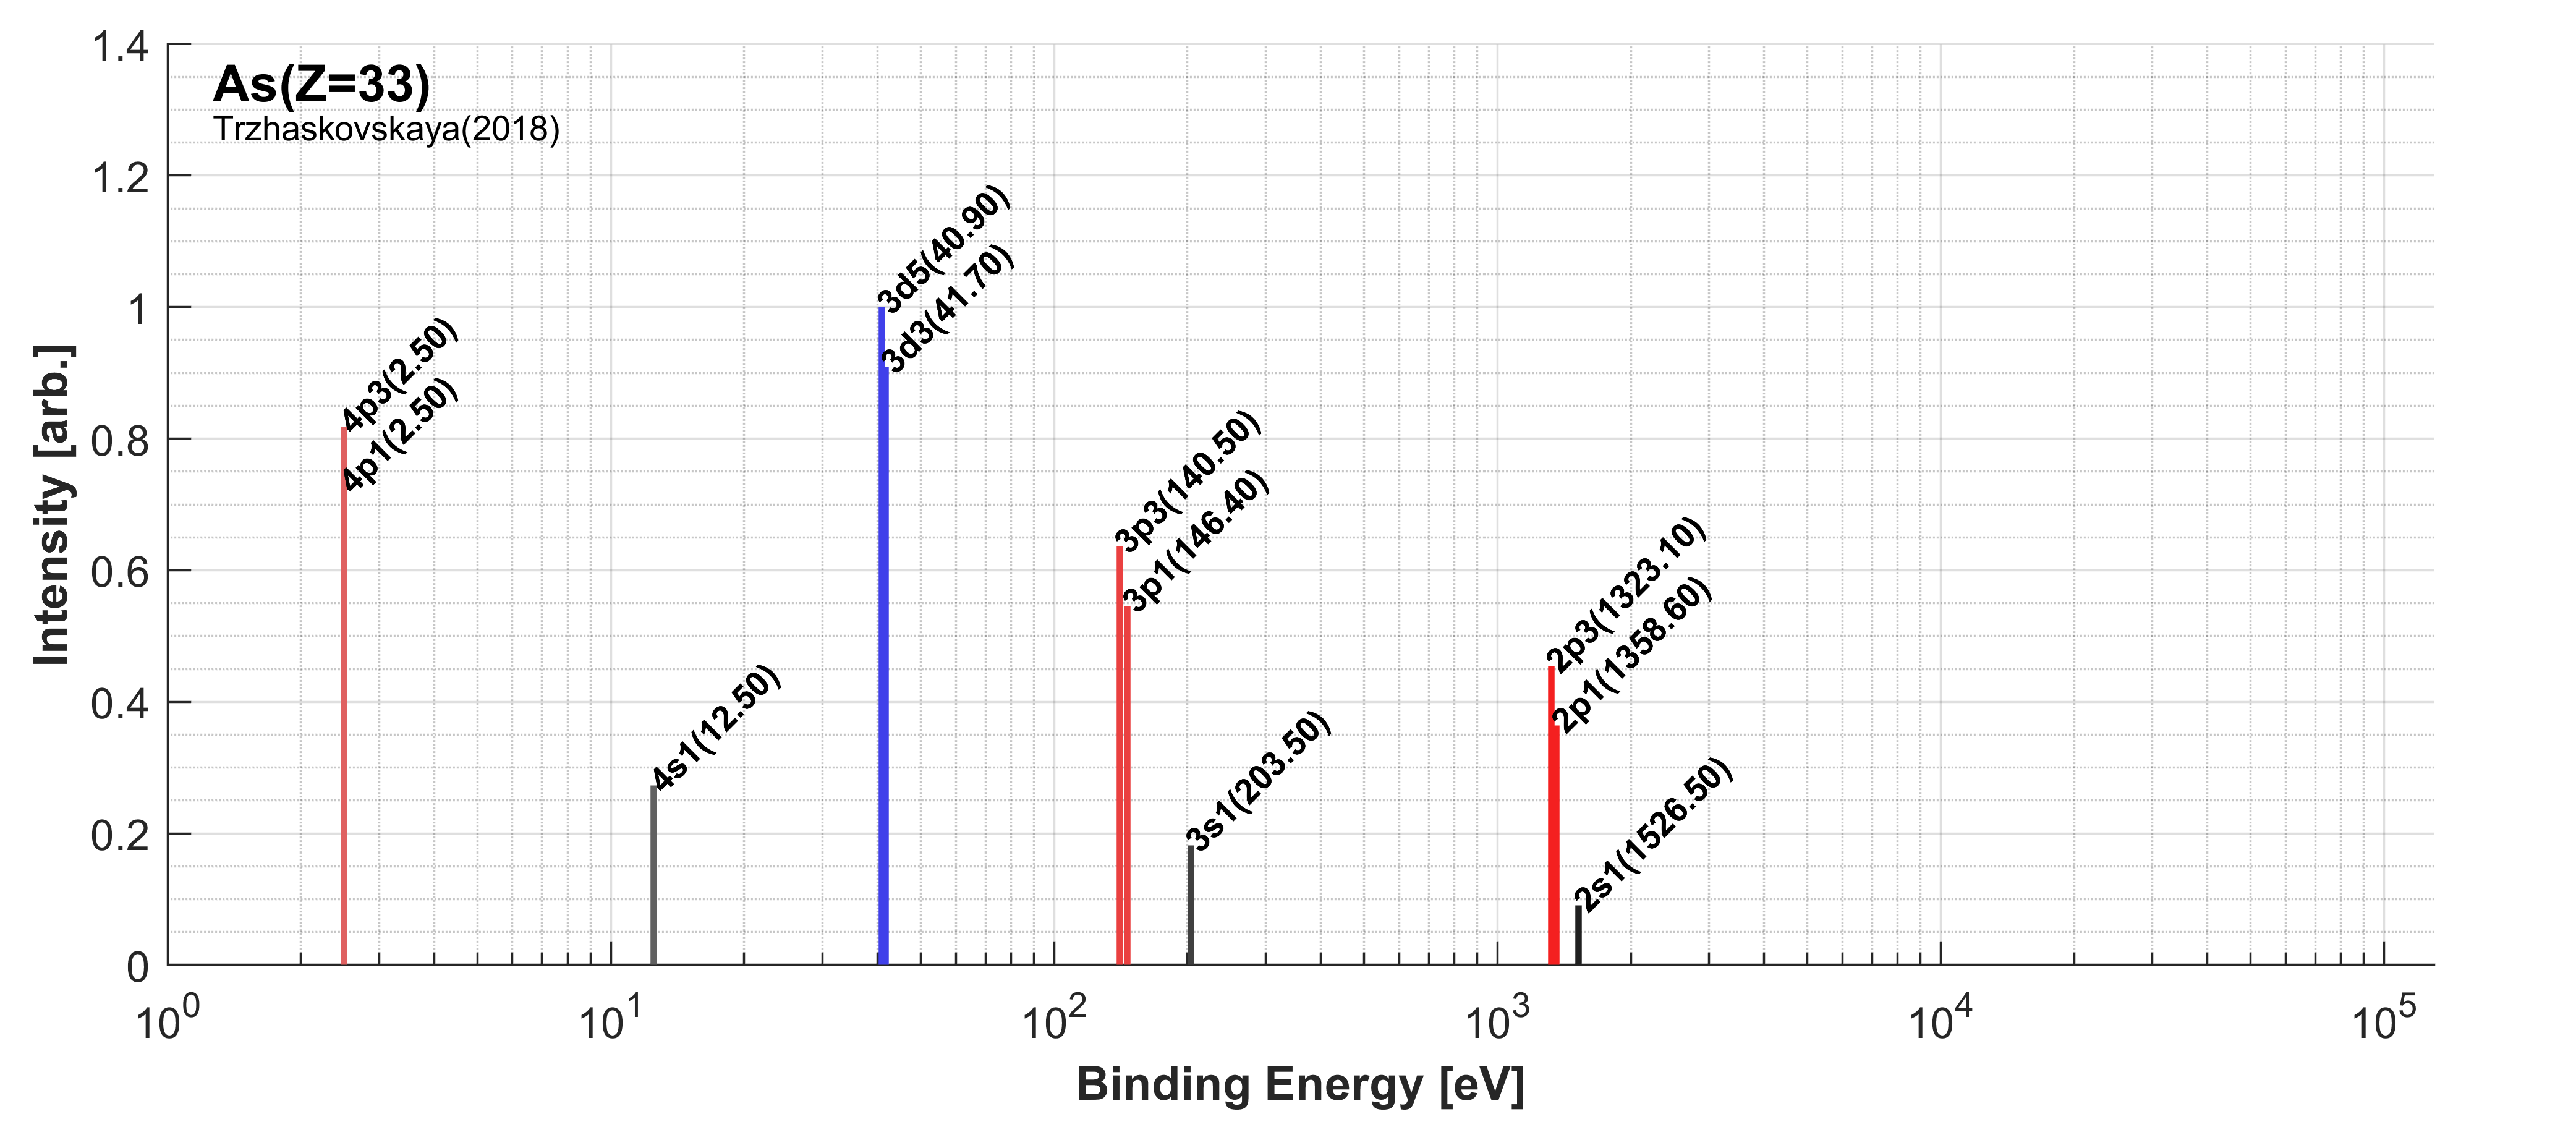 As(Z=33)
Trzhaskovskaya(2018)
1.4
1.2
1
0.8
0.6
0.4
0.2
0
Intensity [arb.]
4p3(2.50)
4p1(2.50)
4s1(12.50)
3d5(40.90)
3d3(41.70)
3p3(140.50)
3p1(146.40)
3s1(203.50)
2p3(1323.10)
2p1(1358.60)
2s1(1526.50)
10^0 10^1 10^2 10^3 10^4 10^5
Binding Energy [eV]